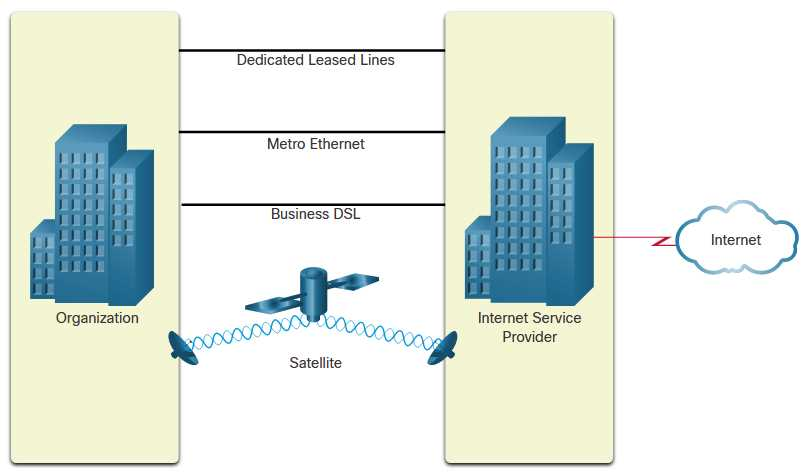 Dedicated Leased Lines
Metro Ethernet
Business DSL
Internet
Organization
Internet Service
Provider
Satellite